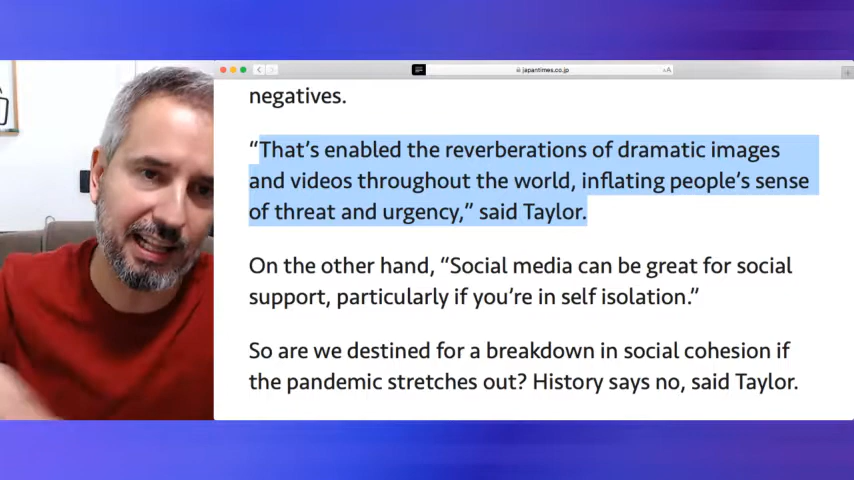 japantimes.co.jp
negatives.
“That’s enabled the reverberations of dramatic images
and videos throughout the world, inflating people’s sense
of threat and urgency,” said Taylor.
On the other hand, “Social media can be great for social
support, particularly if you’re in self isolation.”
So are we destined for a breakdown in social cohesion if
the pandemic stretches out? History says no, said Taylor.